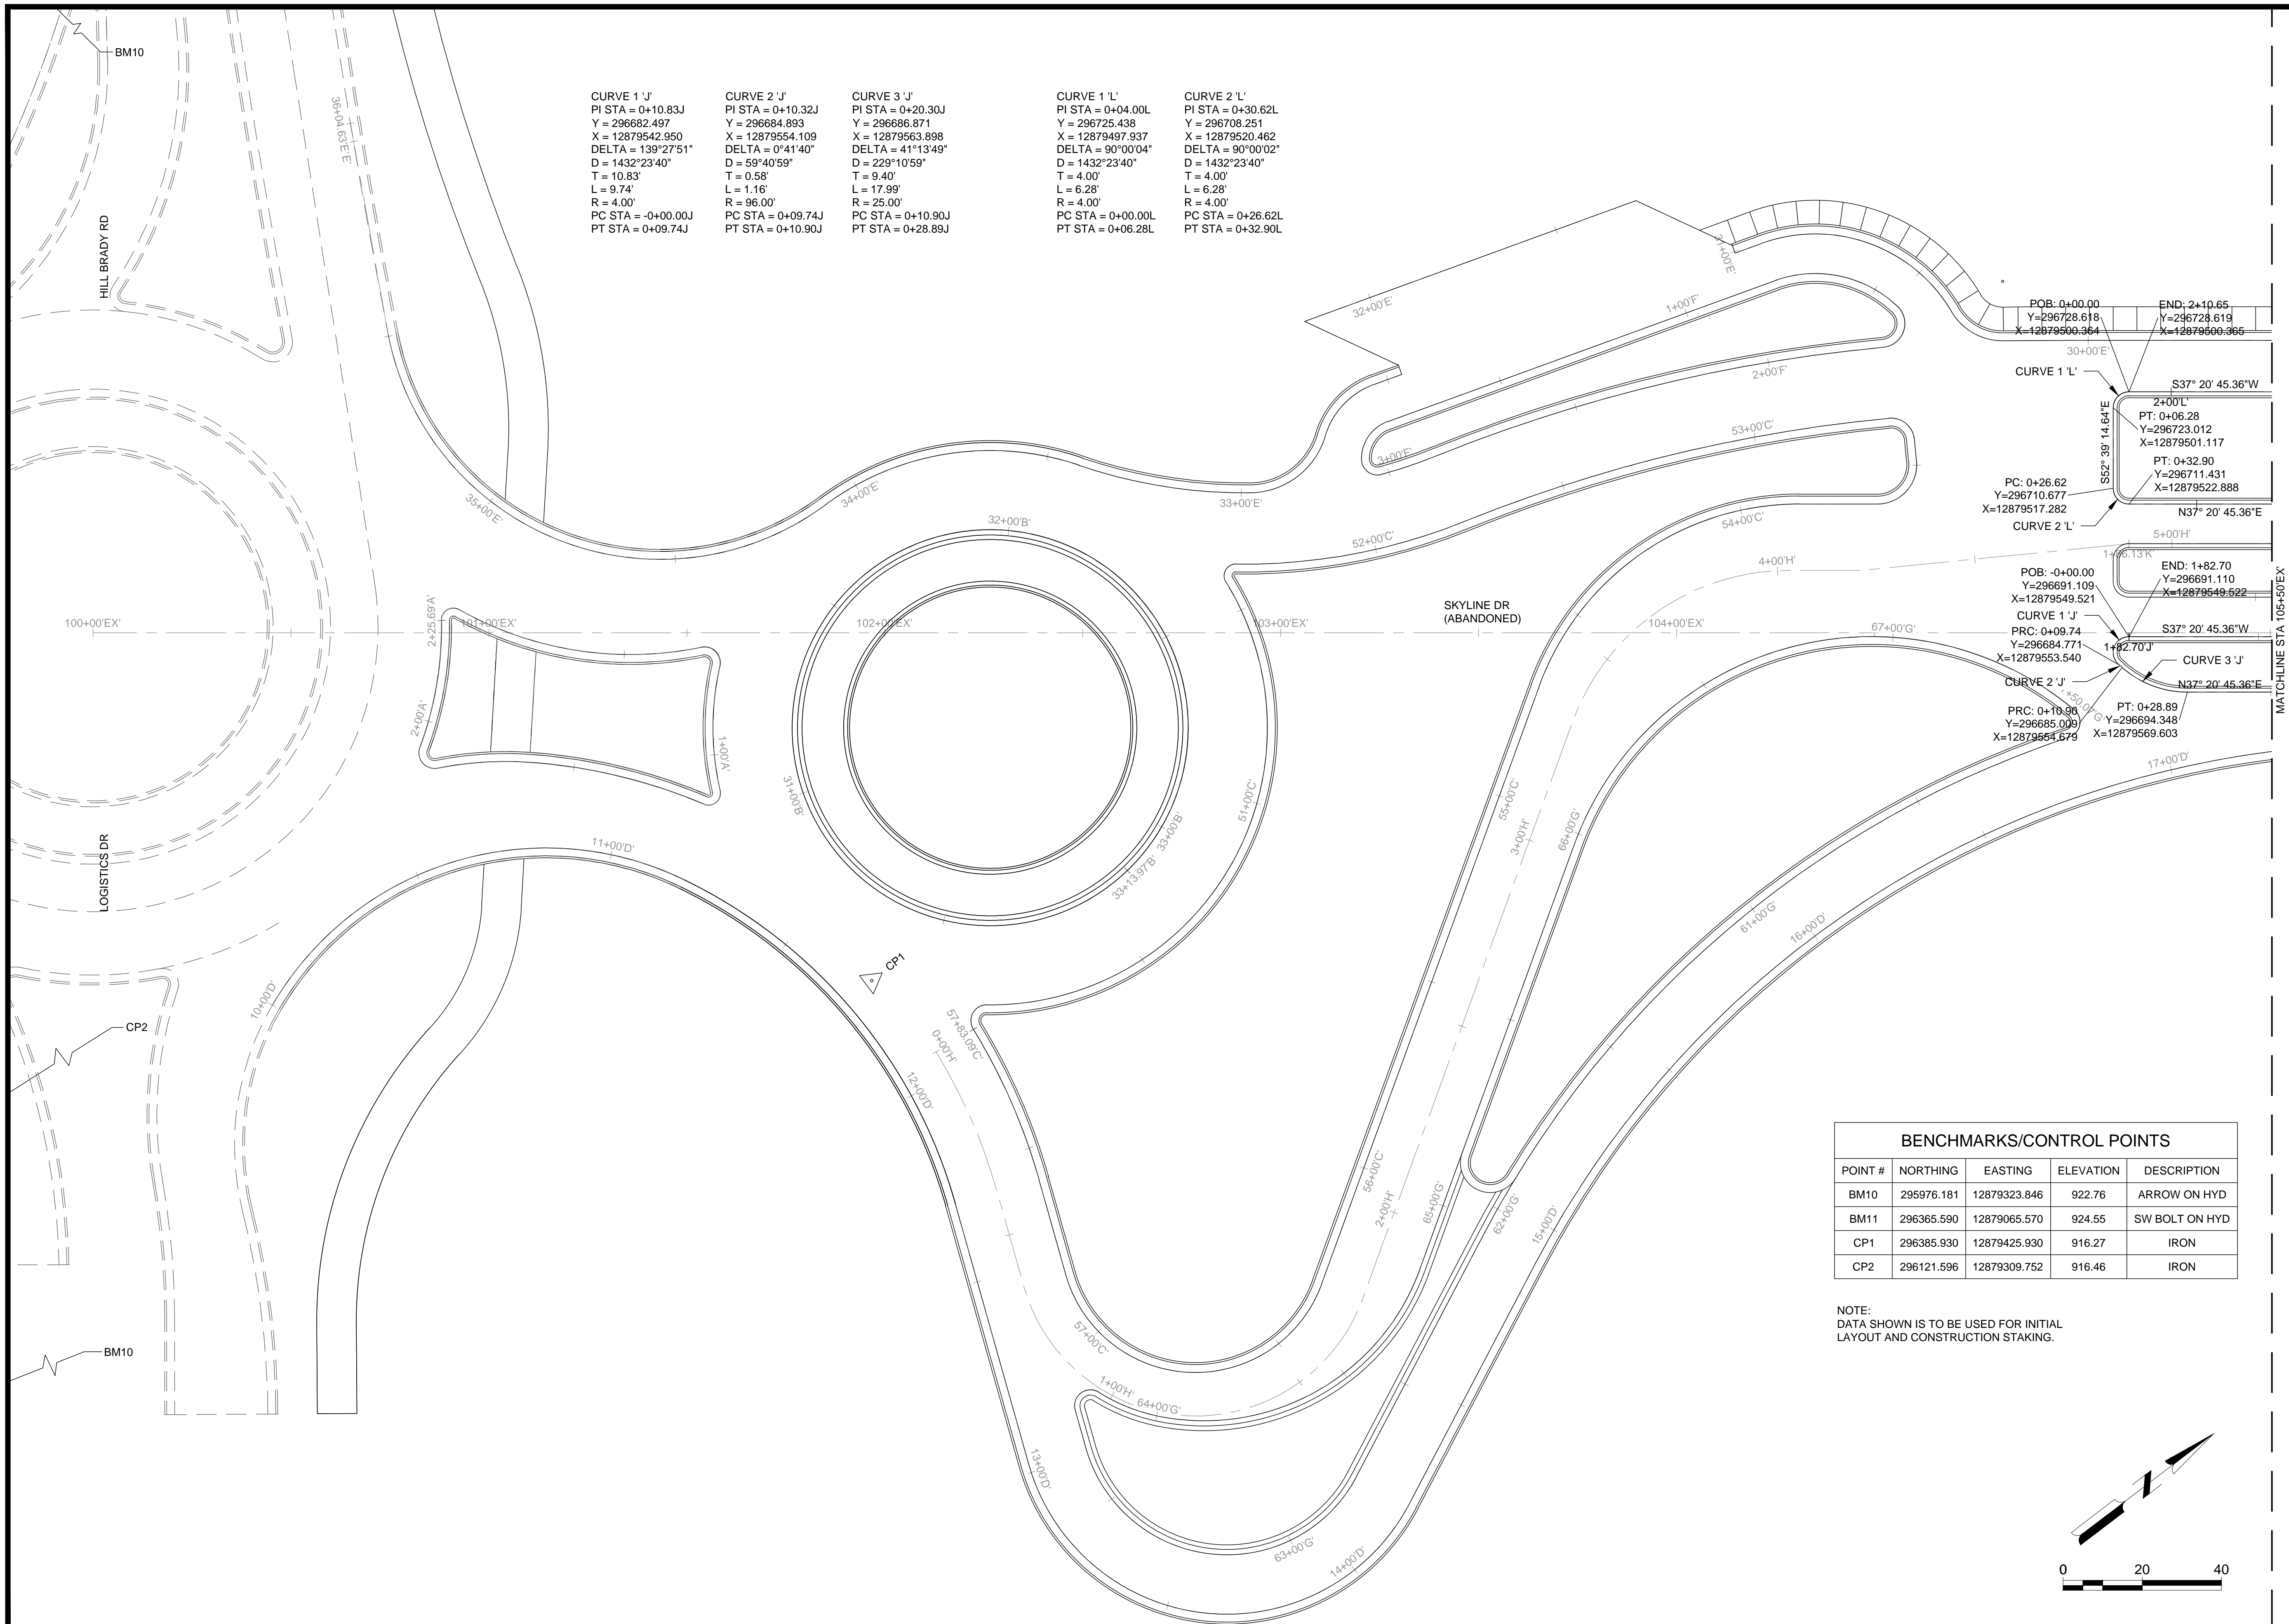 BM10
HILL BRADY RD
36+04.63'E'E'
CURVE 1 'J'
PI STA = 0+10.83J
Y = 296682.497
X = 12879542.950
DELTA = 139°27'51"
D = 1432°23'40"
T = 10.83'
L = 9.74'
R = 4.00'
PC STA = -0+00.00J
PT STA = 0+09.74J
CURVE 2 'J'
PI STA = 0+10.32J
Y = 296684.893
X = 12879554.109
DELTA = 0°41'40"
D = 59°40'59"
T = 0.58'
L = 1.16'
R = 96.00'
PC STA = 0+09.74J
PT STA = 0+10.90J
CURVE 3 'J'
PI STA = 0+20.30J
Y = 296686.871
X = 12879563.898
DELTA = 41°13'49"
D = 229°10'59"
T = 9.40'
L = 17.99'
R = 25.00'
PC STA = 0+10.90J
PT STA = 0+28.89J
CURVE 1 'L'
PI STA = 0+04.00L
Y = 296725.438
X = 12879497.937
DELTA = 90°00'04"
D = 1432°23'40"
T = 4.00'
L = 6.28'
R = 4.00'
PC STA = 0+00.00L
PT STA = 0+06.28L
CURVE 2 'L'
PI STA = 0+30.62L
Y = 296708.251
X = 12879520.462
DELTA = 90°00'02"
D = 1432°23'40"
T = 4.00'
L = 6.28'
R = 4.00'
PC STA = 0+26.62L
PT STA = 0+32.90L
31+00'E'
32+00'E'
1+00'F'
2+00'F'
3+00'F'
53+00'C'
POB: 0+00.00
Y=296728.618
X=12879500.364
END: 2+10.65
Y=296728.619
X=12879500.365
30+00'E'
CURVE 1 'L'
S37° 20' 45.36"W
2+00'L'
PT: 0+06.28
Y=296723.012
X=12879501.117
S52° 39' 14.64"E
PT: 0+32.90
Y=296711.431
X=12879522.888
PC: 0+26.62
Y=296710.677
X=12879517.282
N37° 20' 45.36"E
CURVE 2 'L'
35+00'E'
34+00'E'
33+00'E'
32+00'B'
52+00'C'
54+00'C'
4+00'H'
5+00'H'
POB: -0+00.00
Y=296691.109
X=12879549.521
END: 1+82.70
Y=296691.110
X=12879549.522
CURVE 1 'J'
PRC: 0+09.74
Y=296684.771
X=12879553.540
S37° 20' 45.36"W
1+82.70'J'
CURVE 3 'J'
CURVE 2 'J'
N37° 20' 45.36"E
PRC: 0+10.90
Y=296685.009
X=12879554.679
PT: 0+28.89
Y=296694.348
X=12879569.603
MATCHLINE STA 105+50'EX'
SKYLINE DR
(ABANDONED)
100+00'EX'
2+25.69'A'
101+00'EX'
102+00'EX'
103+00'EX'
104+00'EX'
67+00'G'
2+00'A'
1+00'A'
31+00'B'
33+00'B'
33+13.97'B'
51+00'C'
55+00'C'
3+00'H'
66+00'G'
17+00'D'
LOGISTICS DR
11+00'D'
61+00'G'
16+00'D'
CP1
10+00'D'
CP2
57+83.09'C'
0+00'H'
12+00'D'
56+00'C'
2+00'H'
65+00'G'
62+00'G'
15+00'D'
BM10
57+00'C'
1+00'H'
64+00'G'
13+00'D'
63+00'G'
14+00'D'
BENCHMARKS/CONTROL POINTS
POINT # NORTHING EASTING ELEVATION DESCRIPTION
BM10 295976.181 12879323.846 922.76 ARROW ON HYD
BM11 296365.590 12879065.570 924.55 SW BOLT ON HYD
CP1 296385.930 12879425.930 916.27 IRON
CP2 296121.596 12879309.752 916.46 IRON
NOTE:
DATA SHOWN IS TO BE USED FOR INITIAL
LAYOUT AND CONSTRUCTION STAKING.
N
0 20 40